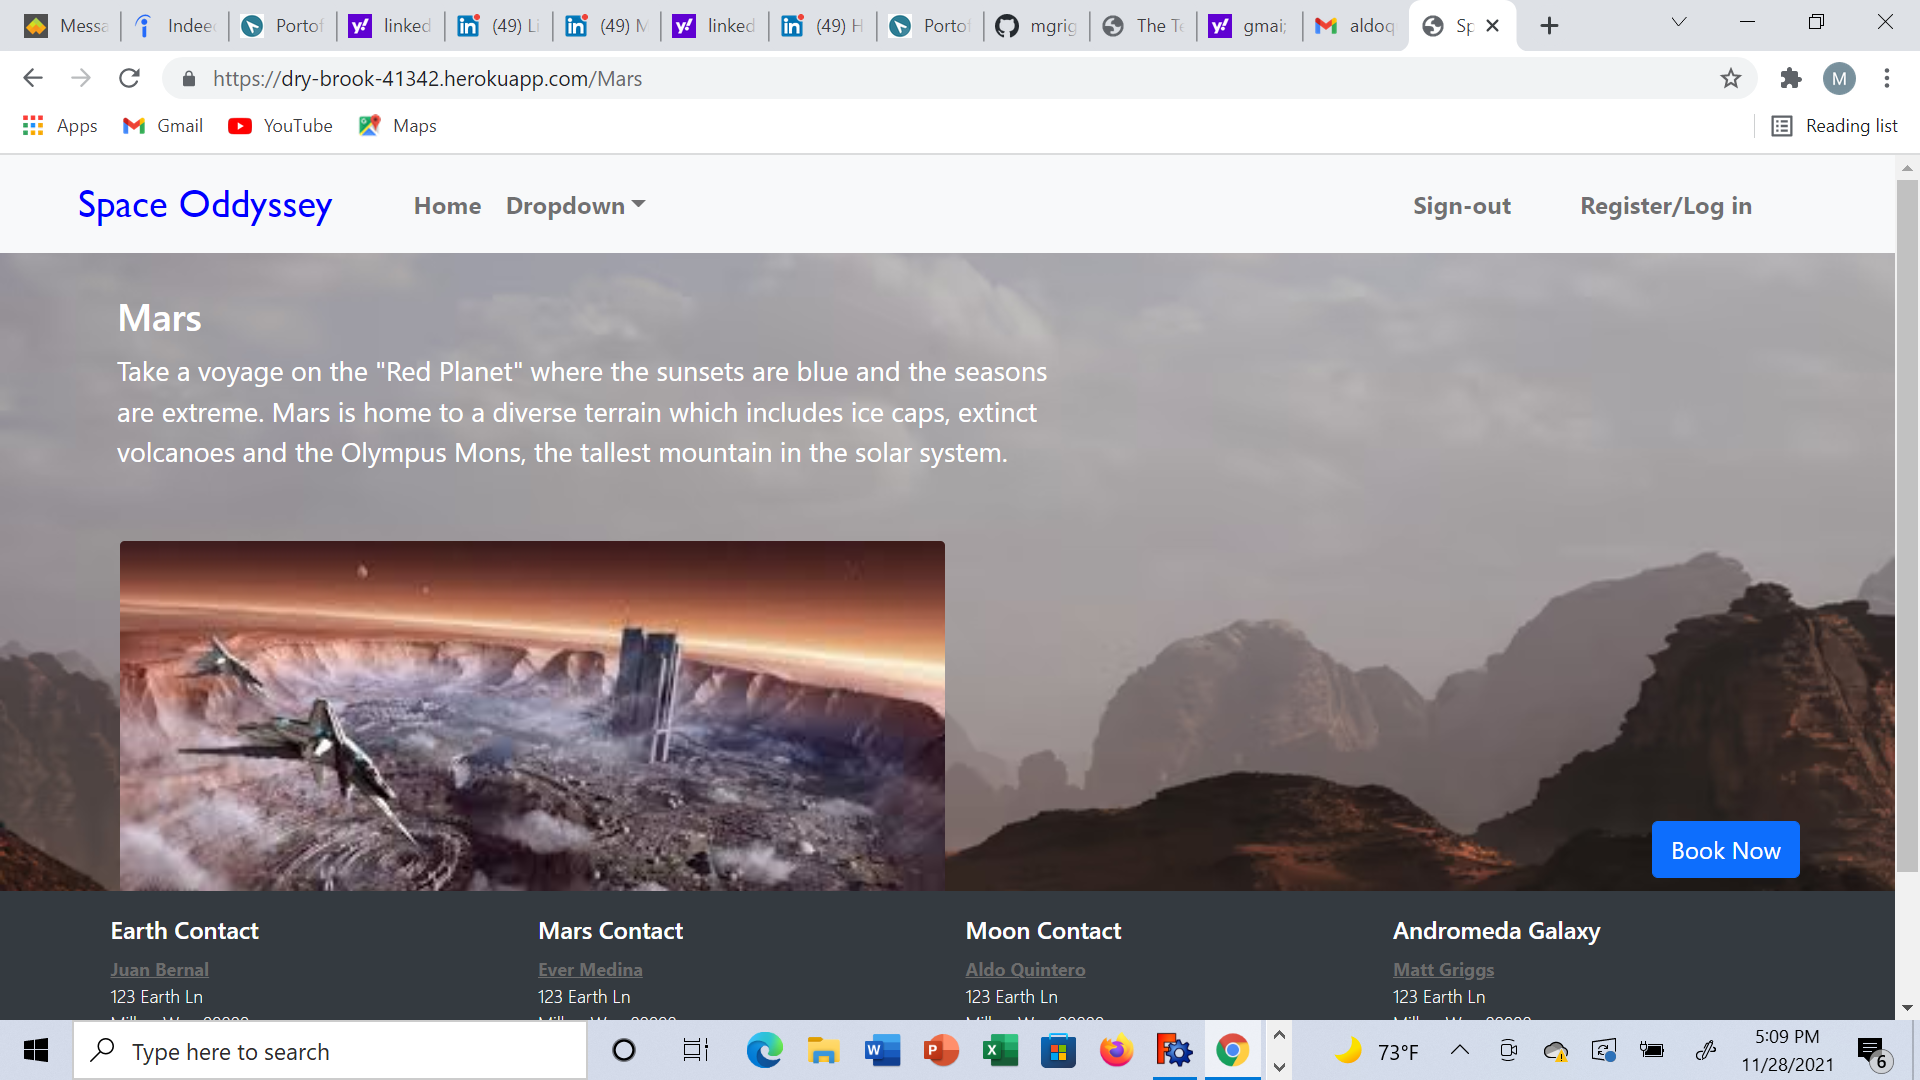 Messa
Indee
Portof
linked
(49) Li
(49) M
linked
(49) H
Portof
mgrig
The Te
gmai;
aldoq
Sp
https://dry-brook-41342.herokuapp.com/Mars
M
Apps
Gmail
YouTube
Maps
Reading list
Space Oddyssey
Home
Dropdown
Sign-out
Register/Log in
Mars
Take a voyage on the "Red Planet" where the sunsets are blue and the seasons
are extreme. Mars is home to a diverse terrain which includes ice caps, extinct
volcanoes and the Olympus Mons, the tallest mountain in the solar system.
Book Now
Earth Contact
Juan Bernal
123 Earth Ln
Mars Contact
Ever Medina
123 Earth Ln
Moon Contact
Aldo Quintero
123 Earth Ln
Andromeda Galaxy
Matt Griggs
123 Earth Ln
Type here to search
73°F
5:09 PM
11/28/2021
6